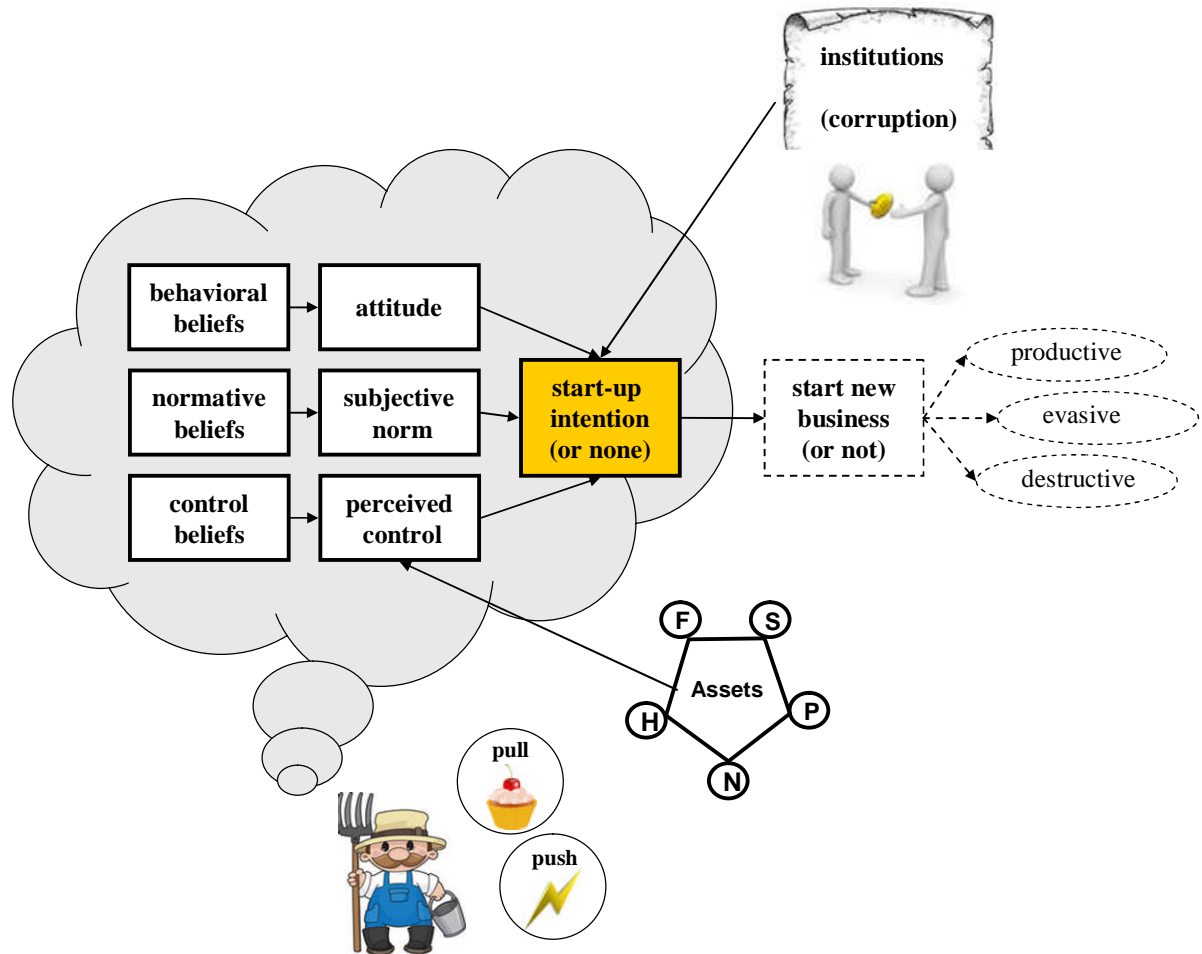 institutions
(corruption)
behavioral
beliefs
attitude
normative
beliefs
subjective
norm
control
beliefs
perceived
control
start-up
intention
(or none)
start new
business
(or not)
productive
evasive
destructive
F
S
Assets
H
P
N
pull
push